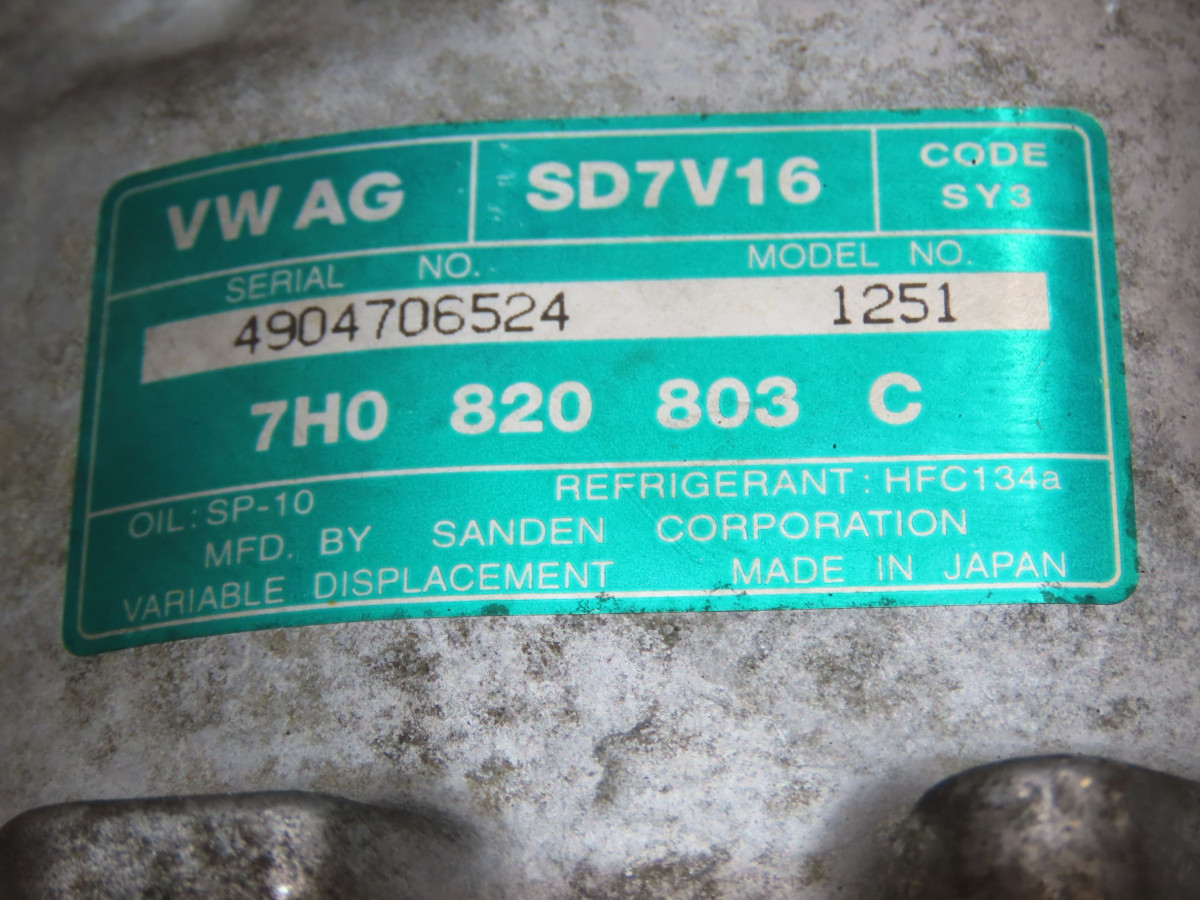 VW AG SD7V16 CODE SY3
SERIAL NO. MODEL NO.
4904706524 1251
7H0 820 803 C
OIL: SP-10 REFRIGERANT: HFC134a
MFD. BY SANDEN CORPORATION
VARIABLE DISPLACEMENT MADE IN JAPAN